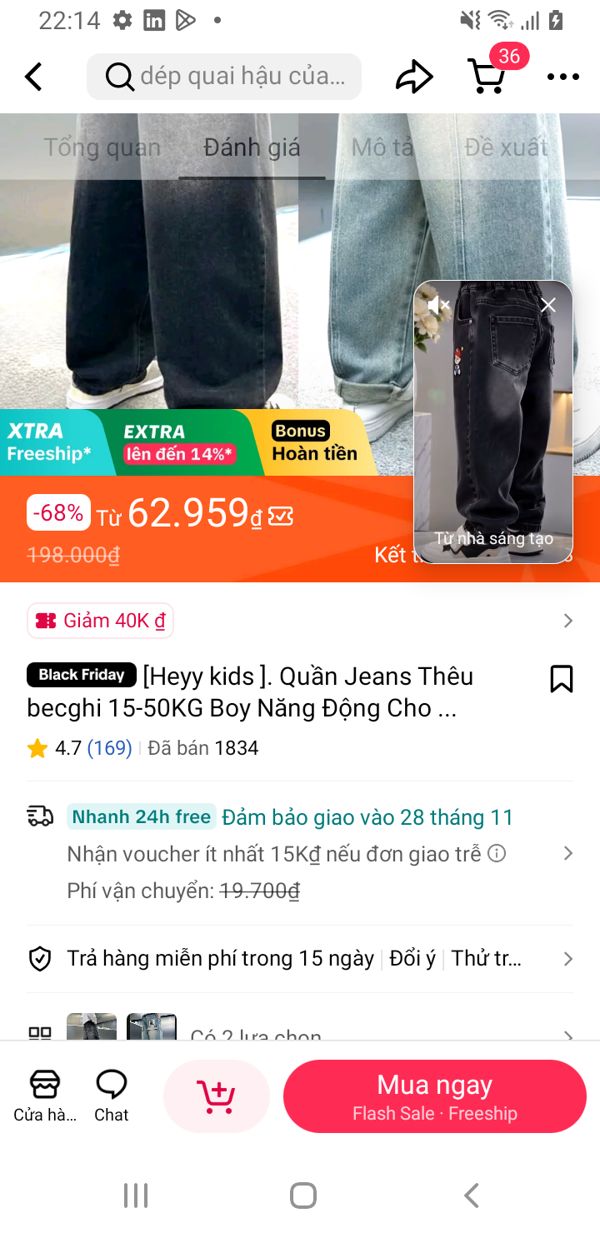 22:14
36
dép quai hậu của...
Tổng quan
Đánh giá
Mô tả
Đề xuất
XTRA
Freeship*
EXTRA
lên đến 14%*
Bonus
Hoàn tiền
Từ nhà sáng tạo
-68% Từ 62.959₫
198.000₫
Kết
Giảm 40K ₫
Black Friday [Heyy kids ]. Quần Jeans Thêu
becghi 15-50KG Boy Năng Động Cho ...
4.7 (169) Đã bán 1834
Nhanh 24h free Đảm bảo giao vào 28 tháng 11
Nhận voucher ít nhất 15K₫ nếu đơn giao trễ
Phí vận chuyển: 19.700₫
Trả hàng miễn phí trong 15 ngày | Đổi ý | Thử tr...
Có 2 lựa chọn
Cửa hà...
Chat
Mua ngay
Flash Sale · Freeship